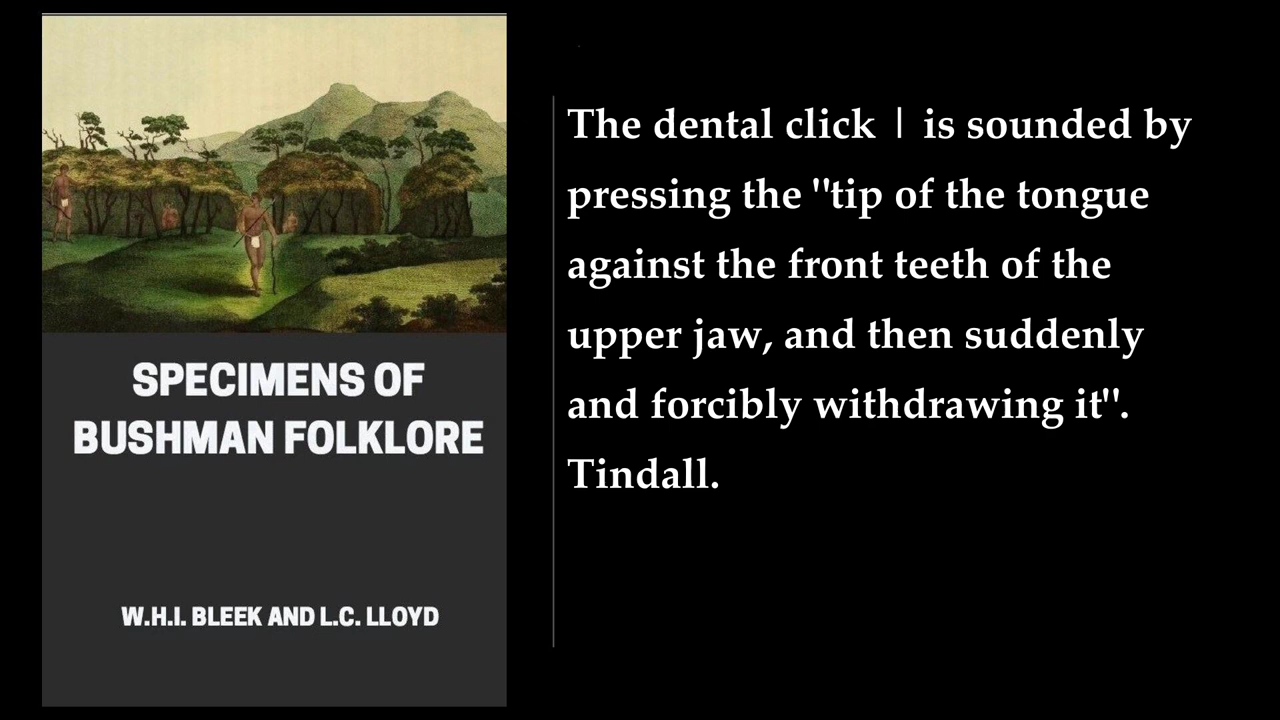 SPECIMENS OF
BUSHMAN FOLKLORE
W.H.I. BLEEK AND L.C. LLOYD
The dental click | is sounded by
pressing the "tip of the tongue
against the front teeth of the
upper jaw, and then suddenly
and forcibly withdrawing it".
Tindall.